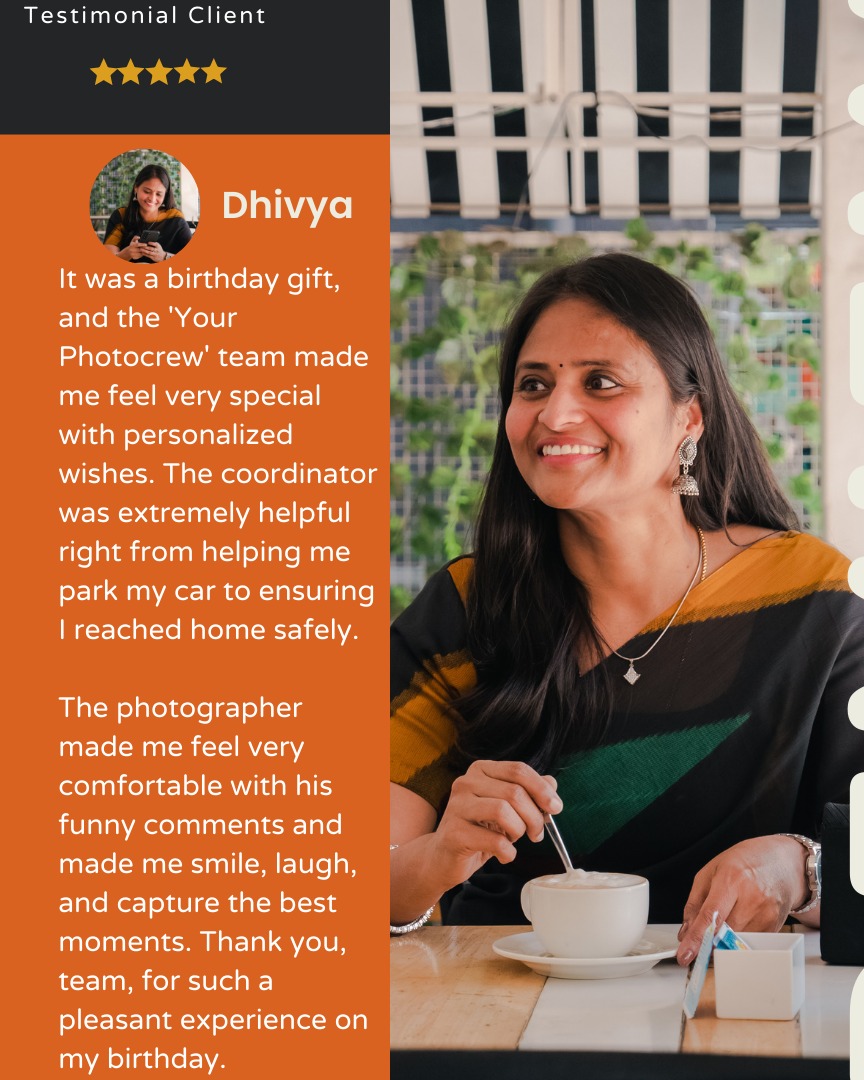 Testimonial Client
Dhivya
It was a birthday gift,
and the 'Your
Photocrew' team made
me feel very special
with personalized
wishes. The coordinator
was extremely helpful
right from helping me
park my car to ensuring
I reached home safely.
The photographer
made me feel very
comfortable with his
funny comments and
made me smile, laugh,
and capture the best
moments. Thank you,
team, for such a
pleasant experience on
my birthday.